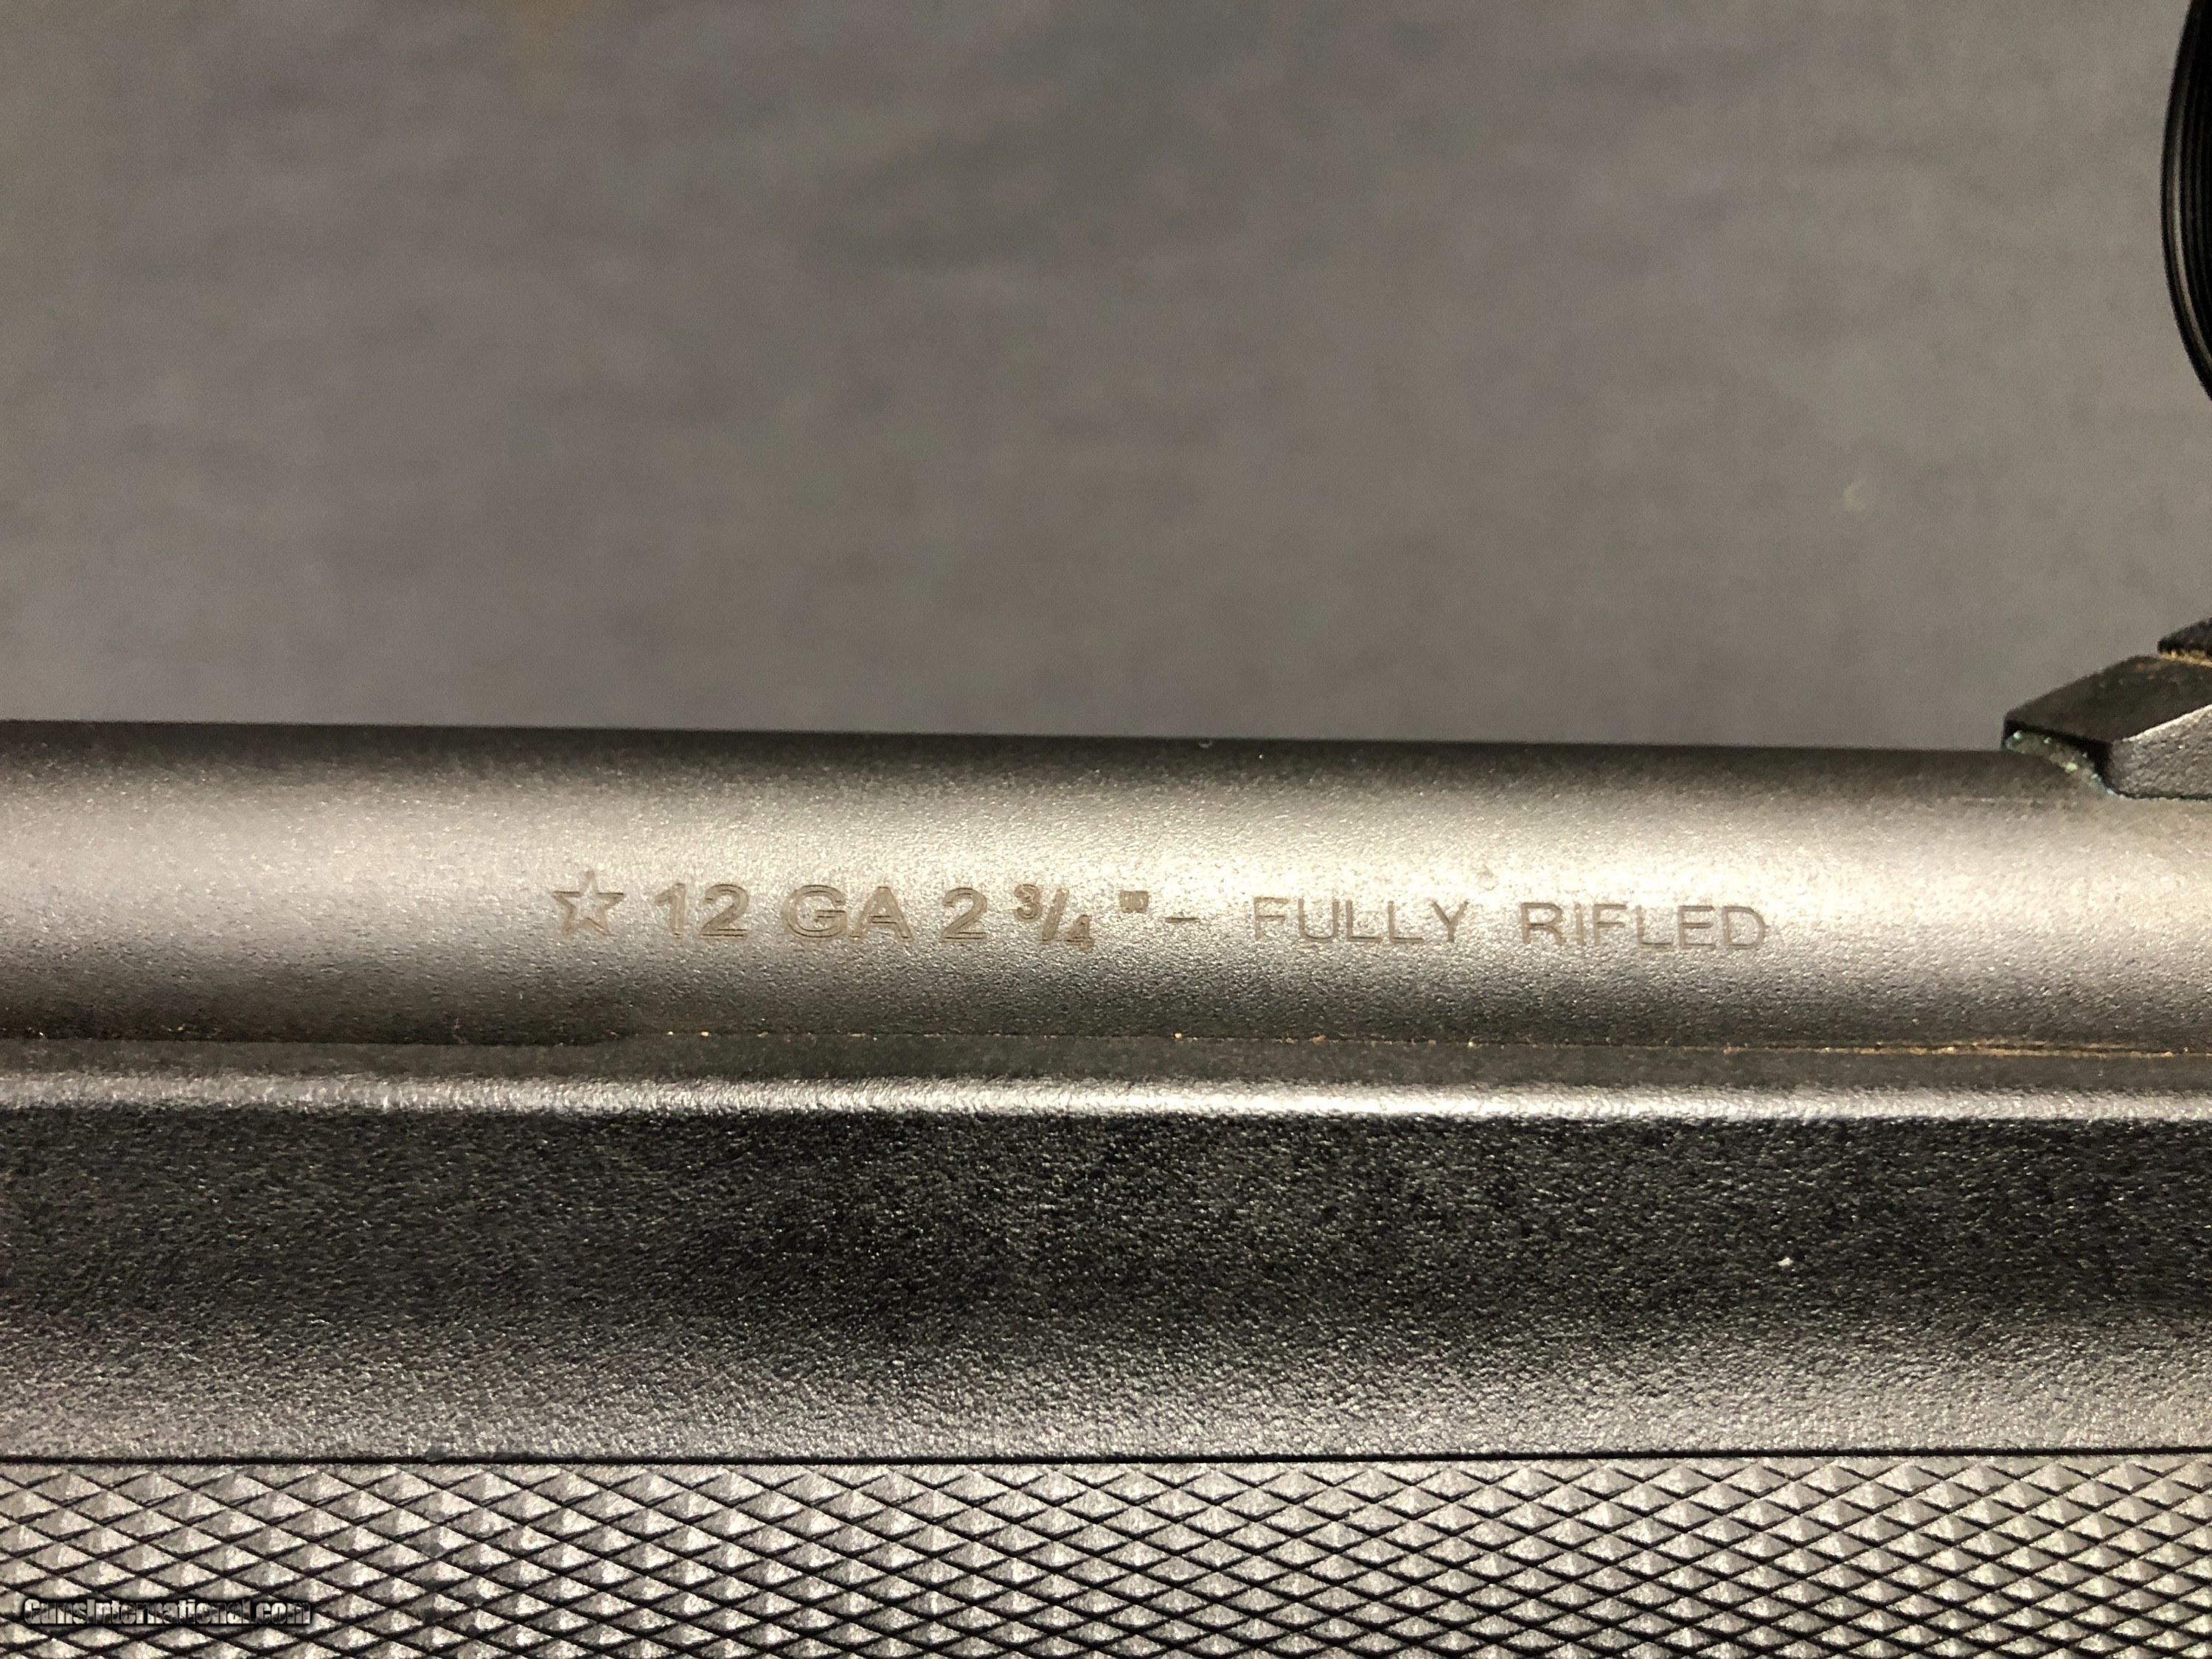 ☆ 12 GA 2 3/4 "- FULLY RIFLED
GunsInternational.com